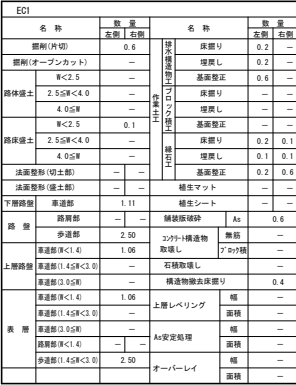 EC1
名　称 数　量 名　称 数　量
左側 右側 左側 右側
掘削(片切) 0.6 排水構造物工 床掘り 0.2 －
掘削(オープンカット) － 埋戻し 0.2 －
路体盛土 W＜2.5 － 基面整正 0.6 －
2.5≦W＜4.0 － 作業土工 ブロック積工 床掘り － －
4.0≦W － 埋戻し － －
路床盛土 W＜2.5 0.1 基面整正 － －
2.5≦W＜4.0 － 縁石工 床掘り 0.2 0.1
4.0≦W － 埋戻し 0.1 0.1
法面整形(切土部) － － 基面整正 0.2 0.6
法面整形(盛土部) － － 植生マット －
下層路盤 車道部 1.11 植生シート －
路　盤 路肩部 － － 舗装版破砕 As 0.6
歩道部 2.50 コンクリート構造物取壊し 無筋 －
上層路盤 車道部(W＜1.4) 1.06 ブロック積 －
車道部(1.4≦W＜3.0) － 石積取壊し －
車道部(3.0≦W) － 構造物撤去床掘り 0.4
表　層 車道部(W＜1.4) 1.06 上層レベリング 幅 －
車道部(1.4≦W＜3.0) － 面積 －
車道部(3.0≦W) － As安定処理 幅 －
路肩部(W＜1.4) － － 面積 －
歩道部(1.4≦W＜3.0) 2.50 オーバーレイ 幅 －
面積 －